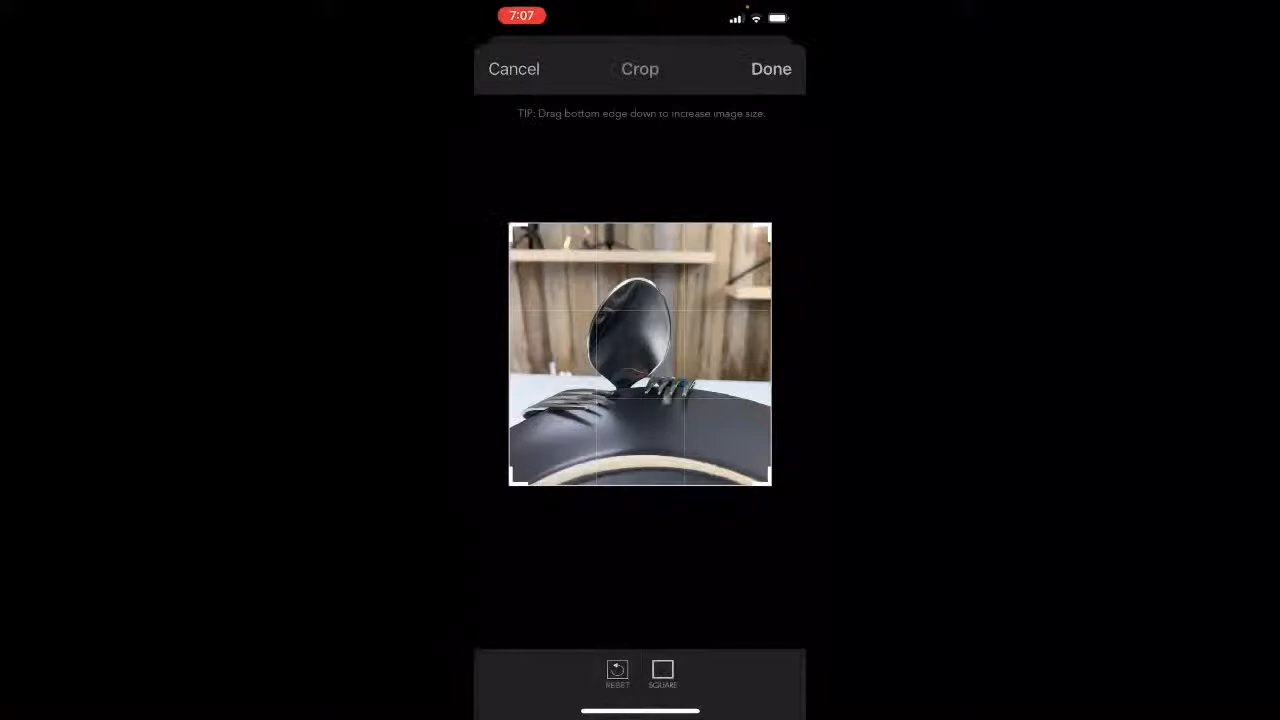 7:07
Cancel
Crop
Done
TIP: Drag bottom edge down to increase image size.
RESET
SQUARE